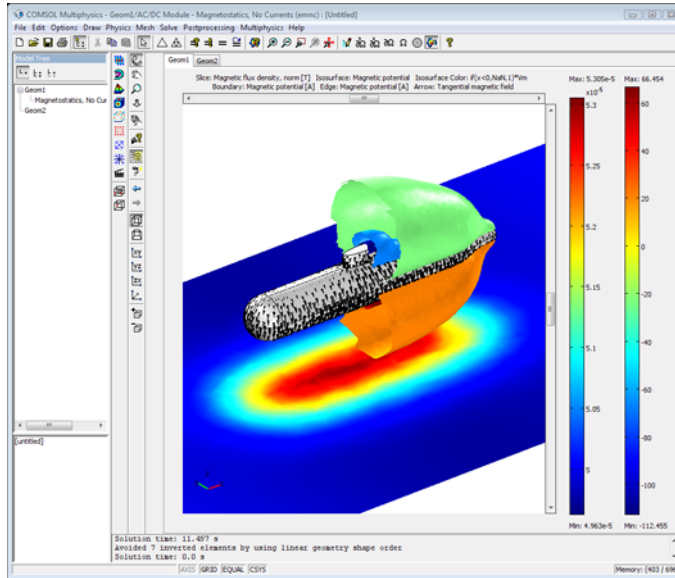 COMSOL Multiphysics - Geom1/AC/DC Module - Magnetostatics, No Currents (emnc) : [Untitled]
File Edit Options Draw Physics Mesh Solve Postprocessing Multiphysics Help
Model Tree
Geom1
Magnetostatics, No Cur
Geom2
[untitled]
Geom1 Geom2
Slice: Magnetic flux density, norm [T] Isosurface: Magnetic potential Isosurface Color: if(x<0,NaN,1)*Vm
Boundary: Magnetic potential [A] Edge: Magnetic potential [A] Arrow: Tangential magnetic field
Max: 5.305e-5 Max: 66.454
×10⁻⁵
5.3
5.25
5.2
5.15
5.1
5.05
5
60
40
20
0
-20
-40
-60
-80
-100
Min: 4.963e-5 Min: -112.455
Solution time: 11.497 s
Avoided 7 inverted elements by using linear geometry shape order
Solution time: 0.0 s
AXIS GRID EQUAL CSYS
Memory: (403 / 696